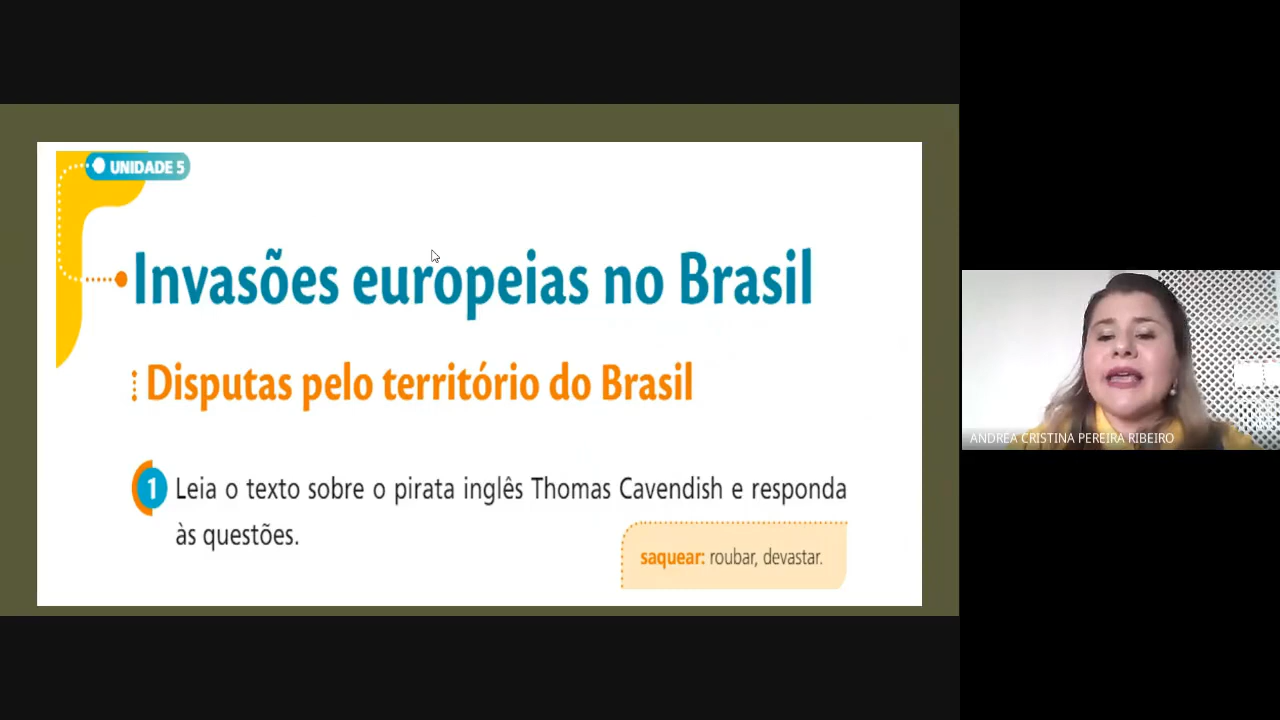 UNIDADE 5
Invasões europeias no Brasil
Disputas pelo território do Brasil
1 Leia o texto sobre o pirata inglês Thomas Cavendish e responda
às questões.
saquear: roubar, devastar.
ANDRÉA CRISTINA PEREIRA RIBEIRO